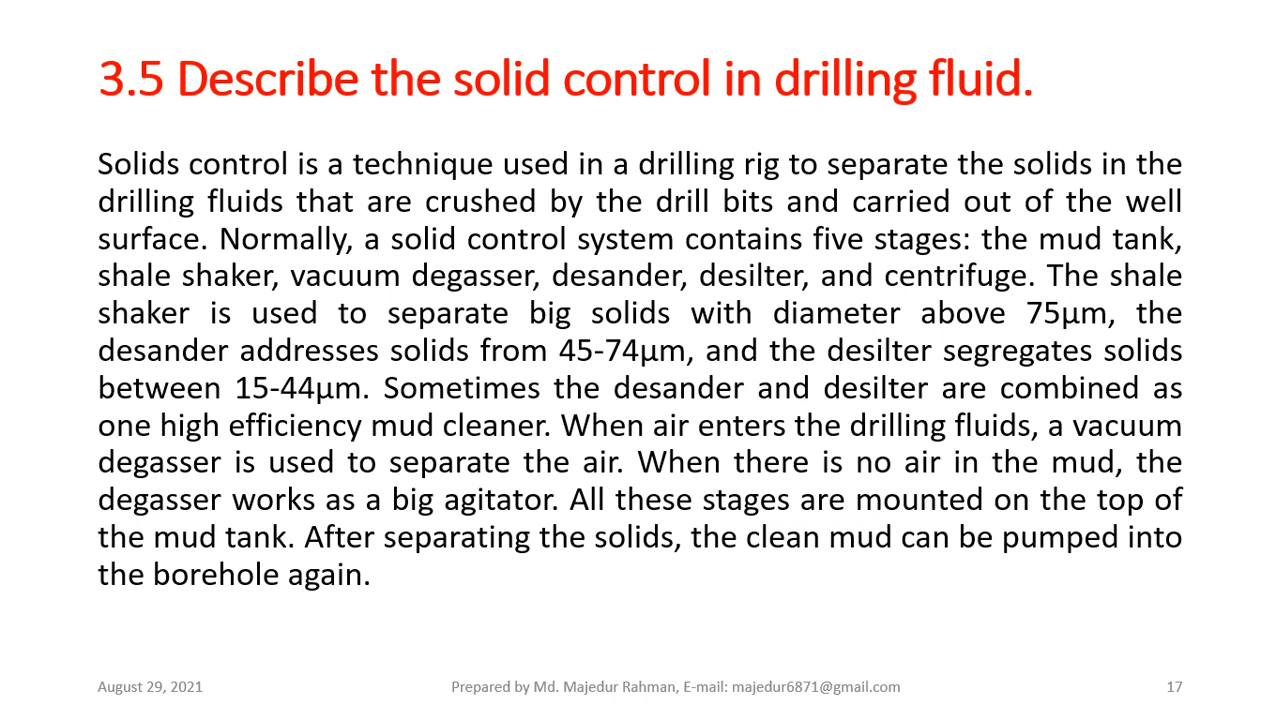 3.5 Describe the solid control in drilling fluid.
Solids control is a technique used in a drilling rig to separate the solids in the
drilling fluids that are crushed by the drill bits and carried out of the well
surface. Normally, a solid control system contains five stages: the mud tank,
shale shaker, vacuum degasser, desander, desilter, and centrifuge. The shale
shaker is used to separate big solids with diameter above 75μm, the
desander addresses solids from 45-74μm, and the desilter segregates solids
between 15-44μm. Sometimes the desander and desilter are combined as
one high efficiency mud cleaner. When air enters the drilling fluids, a vacuum
degasser is used to separate the air. When there is no air in the mud, the
degasser works as a big agitator. All these stages are mounted on the top of
the mud tank. After separating the solids, the clean mud can be pumped into
the borehole again.
August 29, 2021
Prepared by Md. Majedur Rahman, E-mail: majedur6871@gmail.com
17